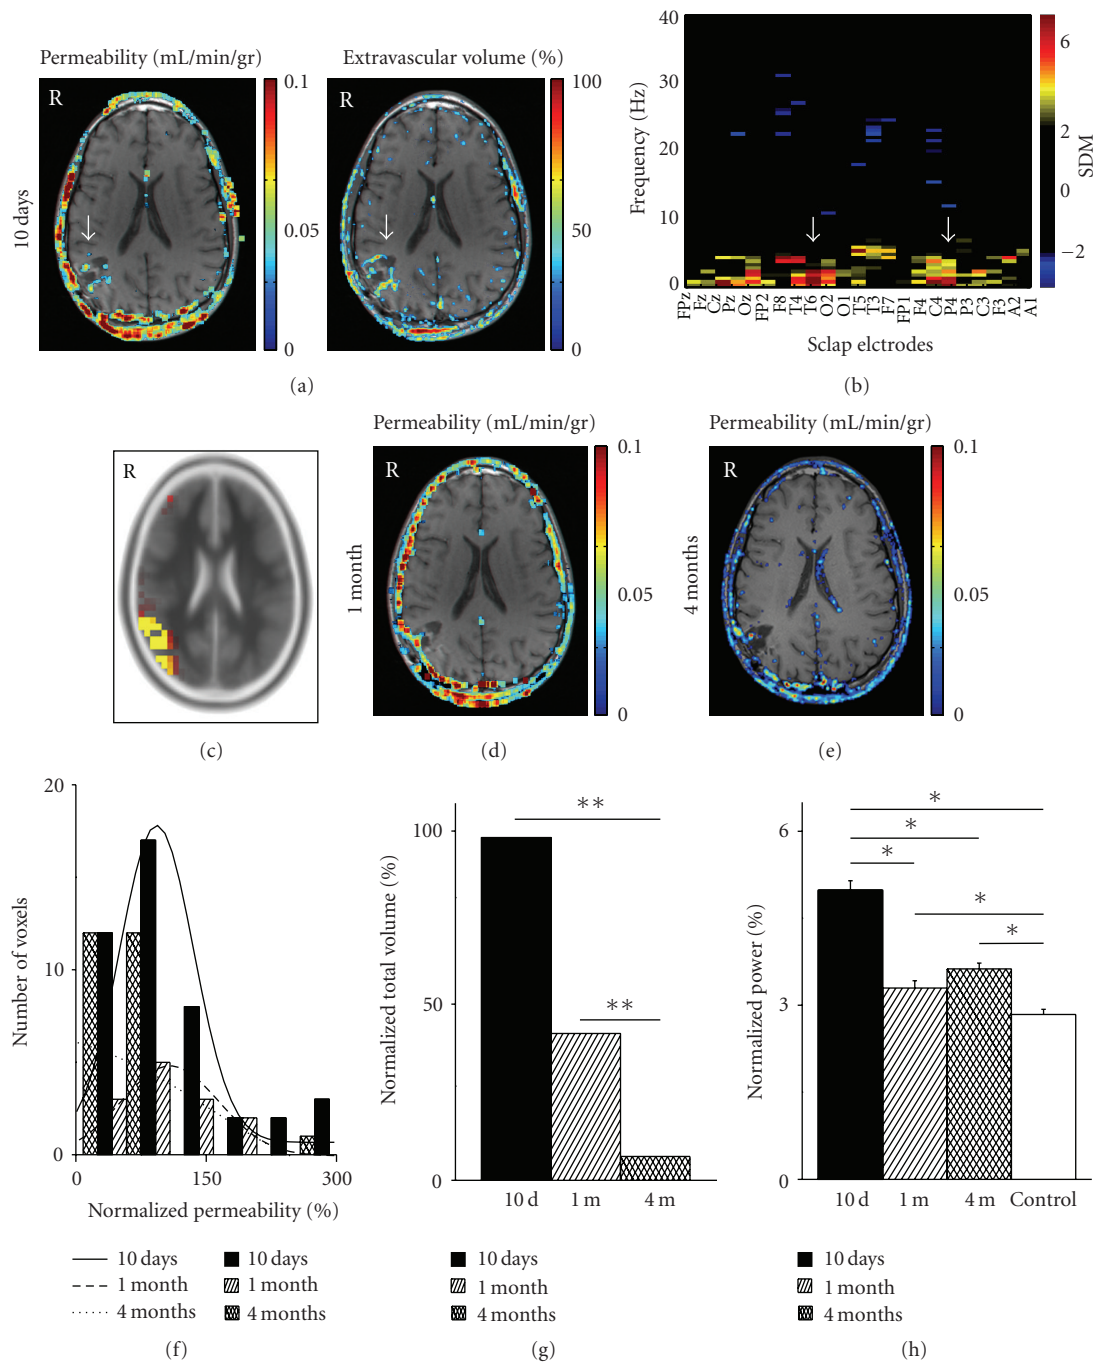 Permeability (mL/min/gr)
Extravascular volume (%)
R
R
10 days
0.1
0.05
0
100
50
0
(a)
40
30
20
10
0
Frequency (Hz)
FPz
Fz
Cz
Pz
Oz
FP2
F8
T4
T6
O2
O1
T5
T3
F7
FP1
F4
C4
P4
P3
C3
F3
A2
A1
Sclap elctrodes
6
2
0
−2
SDM
(b)
R
(c)
Permeability (mL/min/gr)
R
1 month
0.1
0.05
0
(d)
Permeability (mL/min/gr)
R
4 months
0.1
0.05
0
(e)
20
10
0
Number of voxels
0
150
300
Normalized permeability (%)
10 days
1 month
4 months
10 days
1 month
4 months
(f)
100
50
0
Normalized total volume (%)
**
**
10 d
1 m
4 m
10 days
1 month
4 months
(g)
6
3
0
Normalized power (%)
*
*
*
*
*
10 d
1 m
4 m
Control
10 days
1 month
4 months
(h)